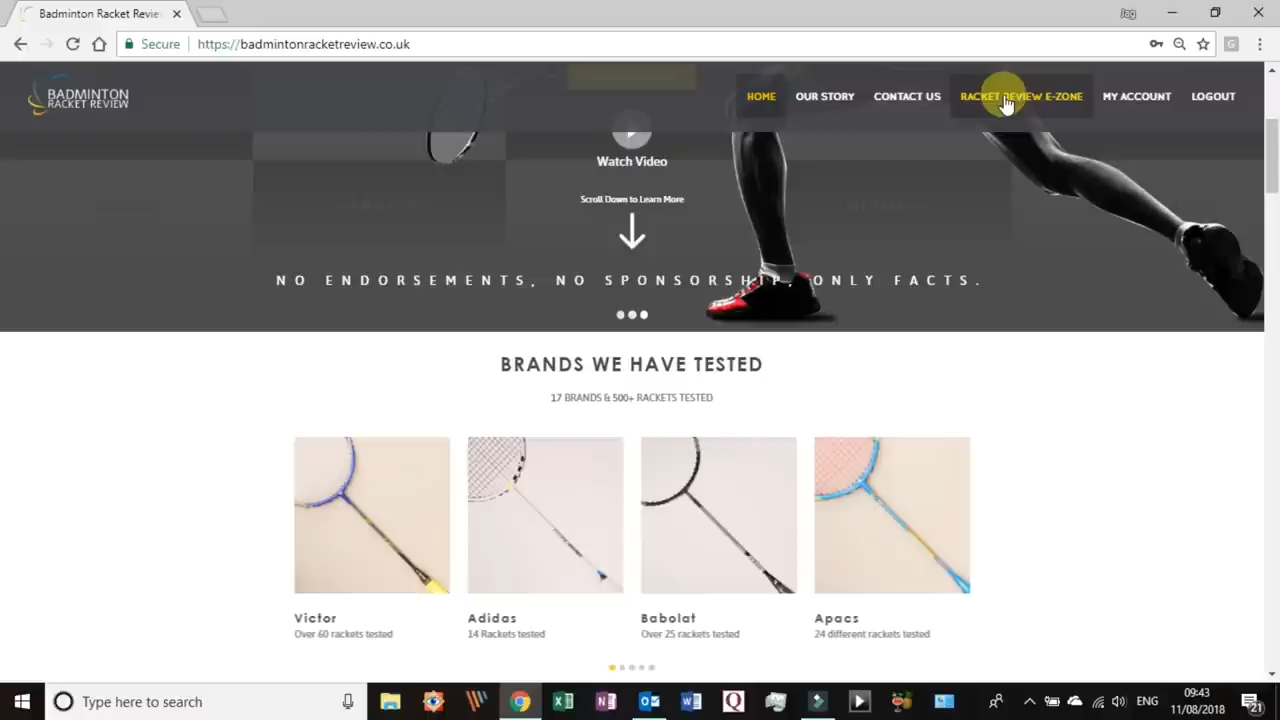 Badminton Racket Revie
Jag
Secure
https://badmintonracketreview.co.uk
G
BADMINTON
RACKET REVIEW
HOME
OUR STORY
CONTACT US
RACKET REVIEW E-ZONE
MY ACCOUNT
LOGOUT
Watch Video
Scroll Down to Learn More
NO ENDORSEMENTS, NO SPONSORSHIP, ONLY FACTS.
BRANDS WE HAVE TESTED
17 BRANDS & 500+ RACKETS TESTED
Victor
Over 60 rackets tested
Adidas
14 Rackets tested
Babolat
Over 25 rackets tested
Apacs
24 different rackets tested
Type here to search
ENG
09:43
11/08/2018
21